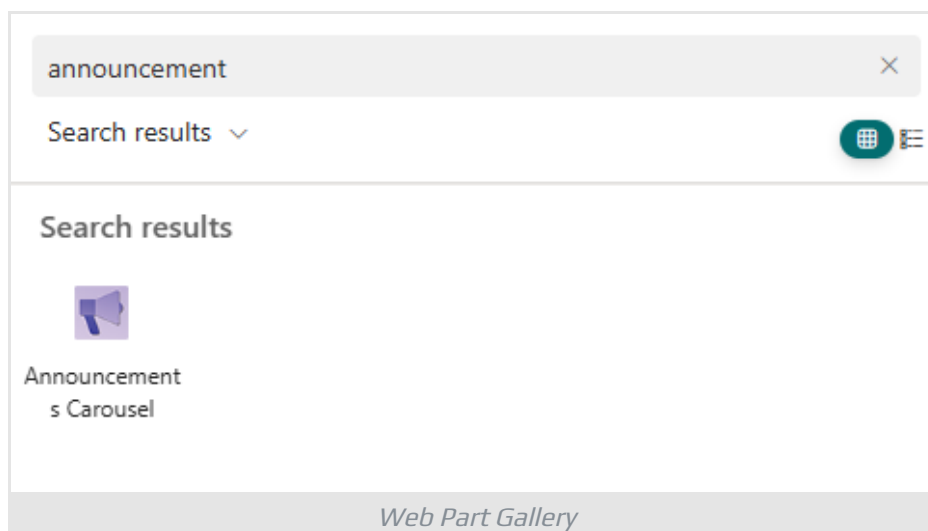 announcement
Search results
Search results
Announcement
s Carousel
Web Part Gallery